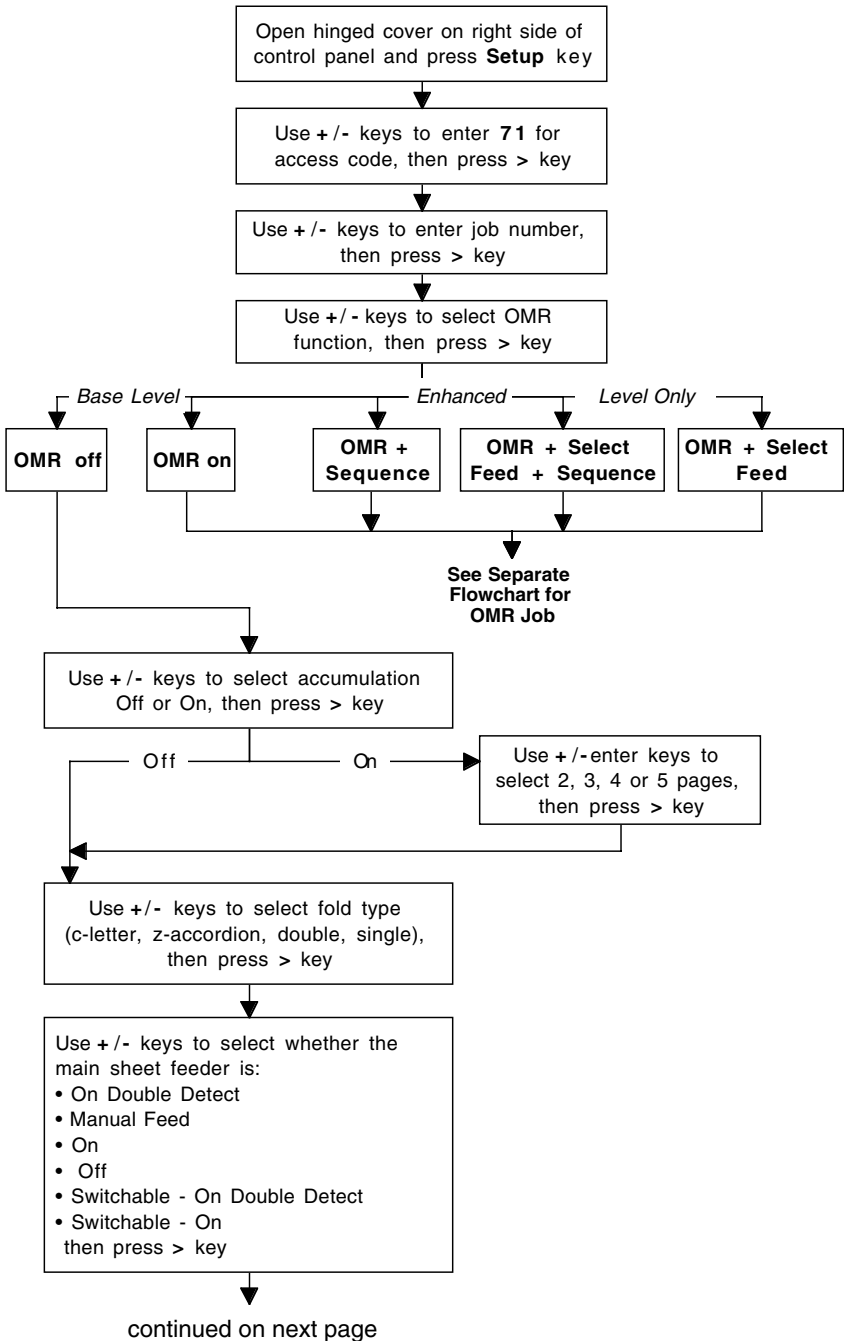 Open hinged cover on right side of
control panel and press Setup key
Use +/- keys to enter 71 for
access code, then press > key
Use +/- keys to enter job number,
then press > key
Use +/- keys to select OMR
function, then press > key
Base Level Enhanced Level Only
OMR off
OMR on
OMR +
Sequence
OMR + Select
Feed + Sequence
OMR + Select
Feed
See Separate
Flowchart for
OMR Job
Use +/- keys to select accumulation
Off or On, then press > key
Off
On
Use +/- enter keys to
select 2, 3, 4 or 5 pages,
then press > key
Use +/- keys to select fold type
(c-letter, z-accordion, double, single),
then press > key
Use +/- keys to select whether the
main sheet feeder is:
• On Double Detect
• Manual Feed
• On
• Off
• Switchable - On Double Detect
• Switchable - On
then press > key
continued on next page